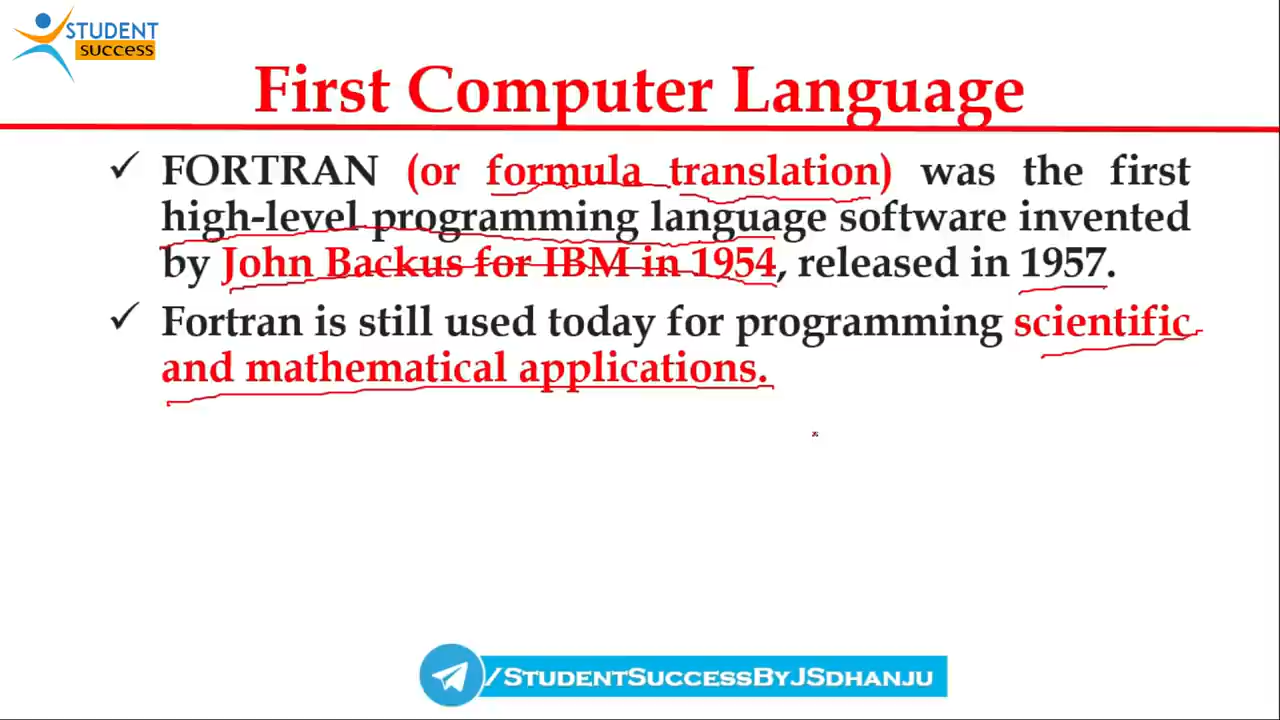 STUDENT
success
First Computer Language
✓ FORTRAN (or formula translation) was the first
high-level programming language software invented
by John Backus for IBM in 1954, released in 1957.
✓ Fortran is still used today for programming scientific
and mathematical applications.
/STUDENTSUCCESSBYJSDHANJU